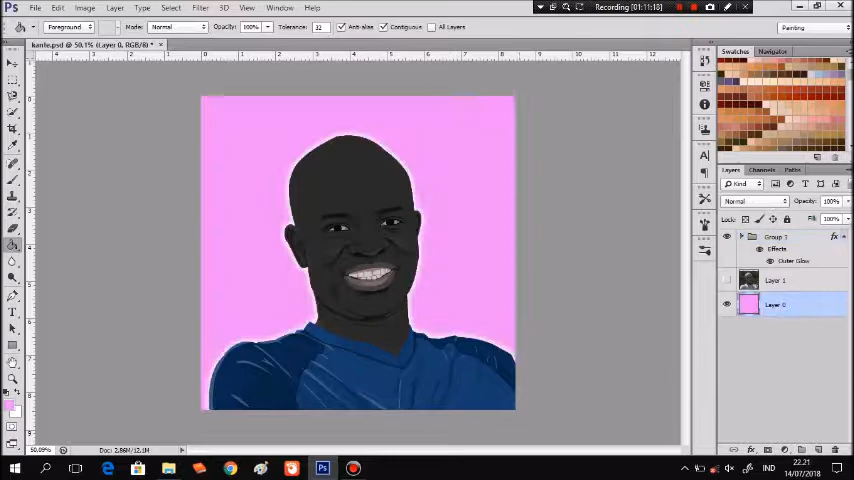 Ps File Edit Image Layer Type Select Filter 3D View Window Help
Recording [01:11:18]
Foreground Mode: Normal Opacity: 100% Tolerance: 32 Anti-alias Contiguous All Layers Painting
kante.psd @ 50.1% (Layer 0, RGB/8) *
Swatches Navigator
Layers Channels Paths
Kind
Normal Opacity: 100%
Lock: Fill: 100%
Group 3 fx
Effects
Outer Glow
Layer 1
Layer 0
50.09% Doc: 2.86M/12.1M
IND
22.21
14/07/2018